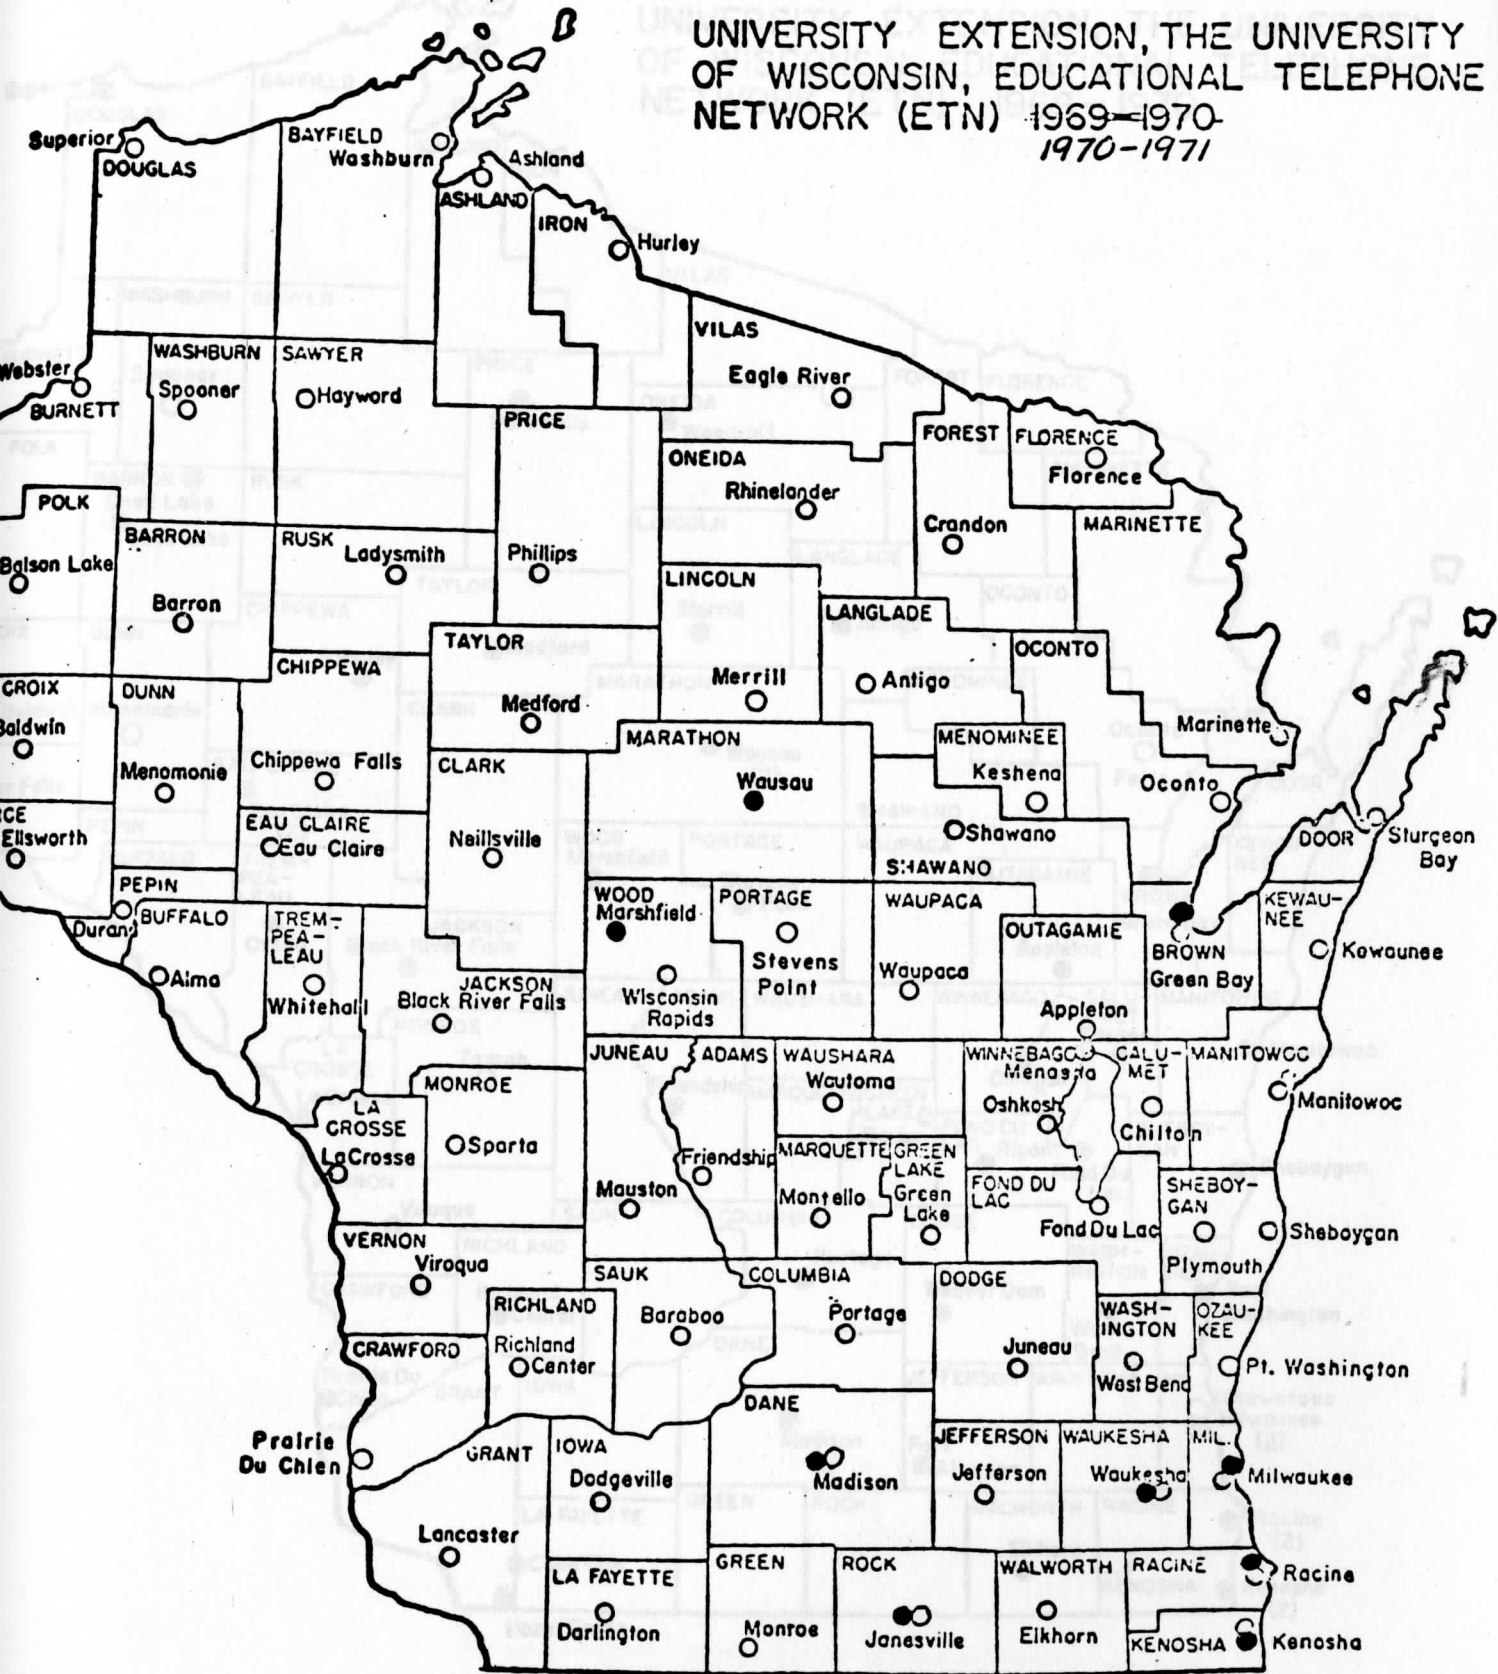 UNIVERSITY EXTENSION, THE UNIVERSITY
OF WISCONSIN, EDUCATIONAL TELEPHONE
NETWORK (ETN) 1969-1970
1970-1971
Superior
DOUGLAS
BAYFIELD
Washburn
Ashland
ASHLAND
IRON
Hurley
VILAS
Eagle River
Webster
BURNETT
WASHBURN
Spooner
SAWYER
Hayward
PRICE
Phillips
ONEIDA
Rhinelander
FOREST
Crandon
FLORENCE
Florence
MARINETTE
Marinette
POLK
Balson Lake
BARRON
Barron
RUSK
Ladysmith
LINCOLN
Merrill
LANGLADE
Antigo
OCONTO
Oconto
TAYLOR
Medford
CHIPPEWA
Chippewa Falls
CROIX
Baldwin
DUNN
Menomonie
CLARK
Neillsville
MARATHON
Wausau
MENOMINEE
Keshena
Shawano
SHAWANO
DOOR
Sturgeon
Bay
RCE
Ellsworth
EAU CLAIRE
Eau Claire
PEPIN
Durand
BUFFALO
Alma
TREM-
PEA-
LEAU
Whitehall
JACKSON
Black River Falls
WOOD
Marshfield
Wisconsin
Rapids
PORTAGE
Stevens
Point
WAUPACA
Waupaca
OUTAGAMIE
Appleton
BROWN
Green Bay
KEWAU-
NEE
Kewaunee
LA
CROSSE
LaCrosse
MONROE
Sparta
JUNEAU
Mauston
ADAMS
Friendship
WAUSHARA
Wautoma
WINNEBAGO
Menasha
Oshkosh
CALU-
MET
Chilton
MANITOWOC
Manitowoc
MARQUETTE
Montello
GREEN
LAKE
Green
Lake
FOND DU
LAC
Fond Du Lac
SHEBOY-
GAN
Plymouth
Sheboygan
VERNON
Viroqua
RICHLAND
Richland
Center
SAUK
Baraboo
COLUMBIA
Portage
DODGE
Juneau
WASH-
INGTON
West Bend
OZAU-
KEE
Pt. Washington
CRAWFORD
Prairie
Du Chien
GRANT
Lancaster
IOWA
Dodgeville
DANE
Madison
JEFFERSON
Jefferson
WAUKESHA
Waukesha
MIL.
Milwaukee
LA FAYETTE
Darlington
GREEN
Monroe
ROCK
Janesville
WALWORTH
Elkhorn
RACINE
Racine
KENOSHA
Kenosha